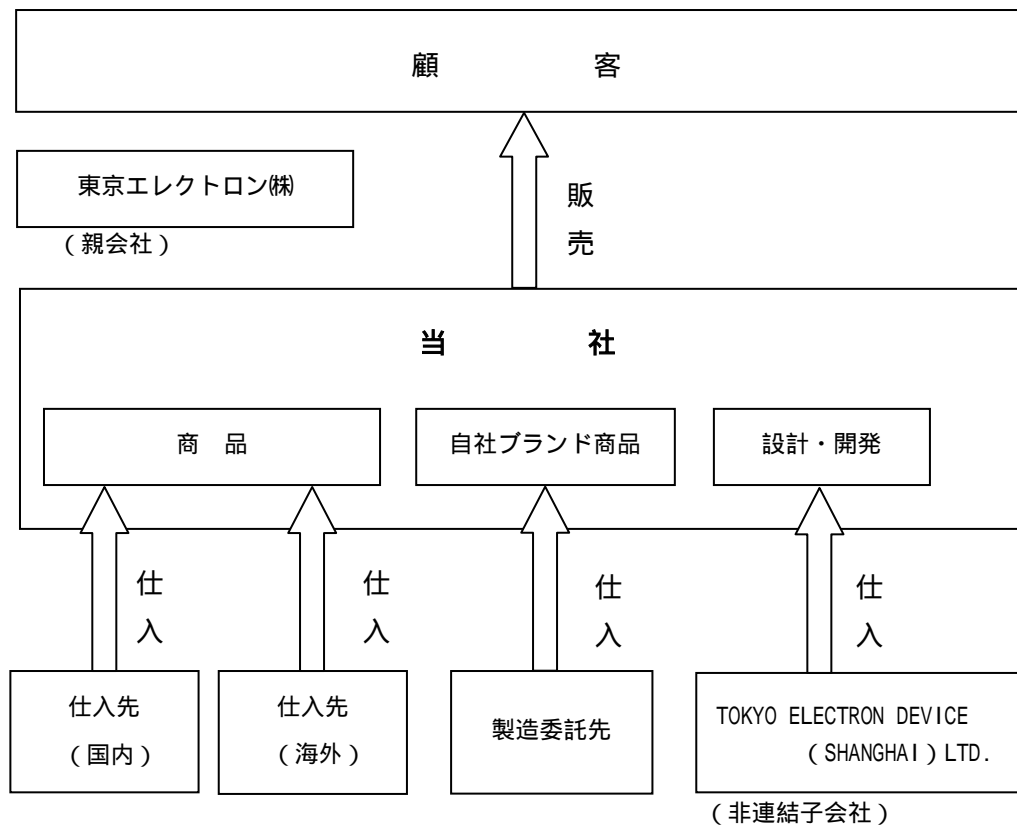 顧 客
東京エレクトロン㈱
（親会社）
販
売
当 社
商 品
自社ブランド商品
設計・開発
仕
入
仕
入
仕
入
仕
入
仕入先
（国内）
仕入先
（海外）
製造委託先
TOKYO ELECTRON DEVICE
（SHANGHAI）LTD.
（非連結子会社）